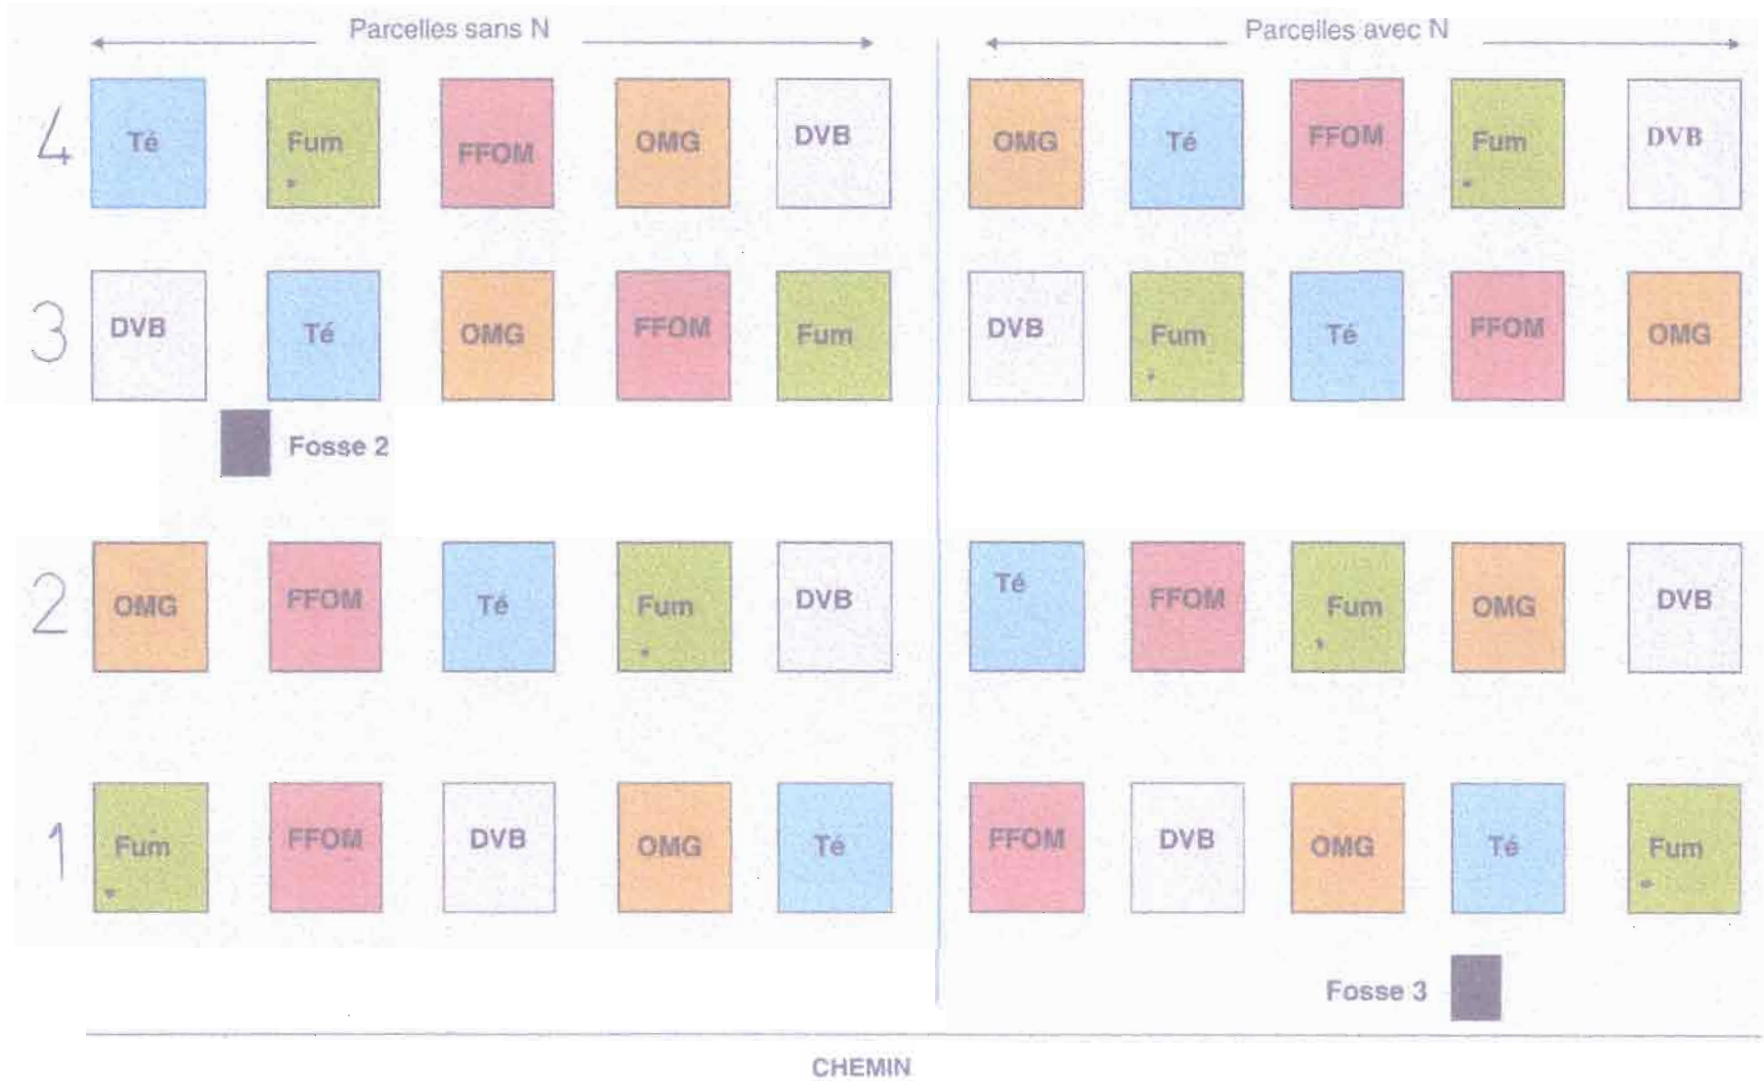 Parcelles sans N Parcelles avec N
4 Té Fum FFOM OMG DVB OMG Té FFOM Fum DVB
3 DVB Té OMG FFOM Fum DVB Fum Té FFOM OMG
Fosse 2
2 OMG FFOM Té Fum DVB Té FFOM Fum OMG DVB
1 Fum FFOM DVB OMG Té FFOM DVB OMG Té Fum
Fosse 3
CHEMIN